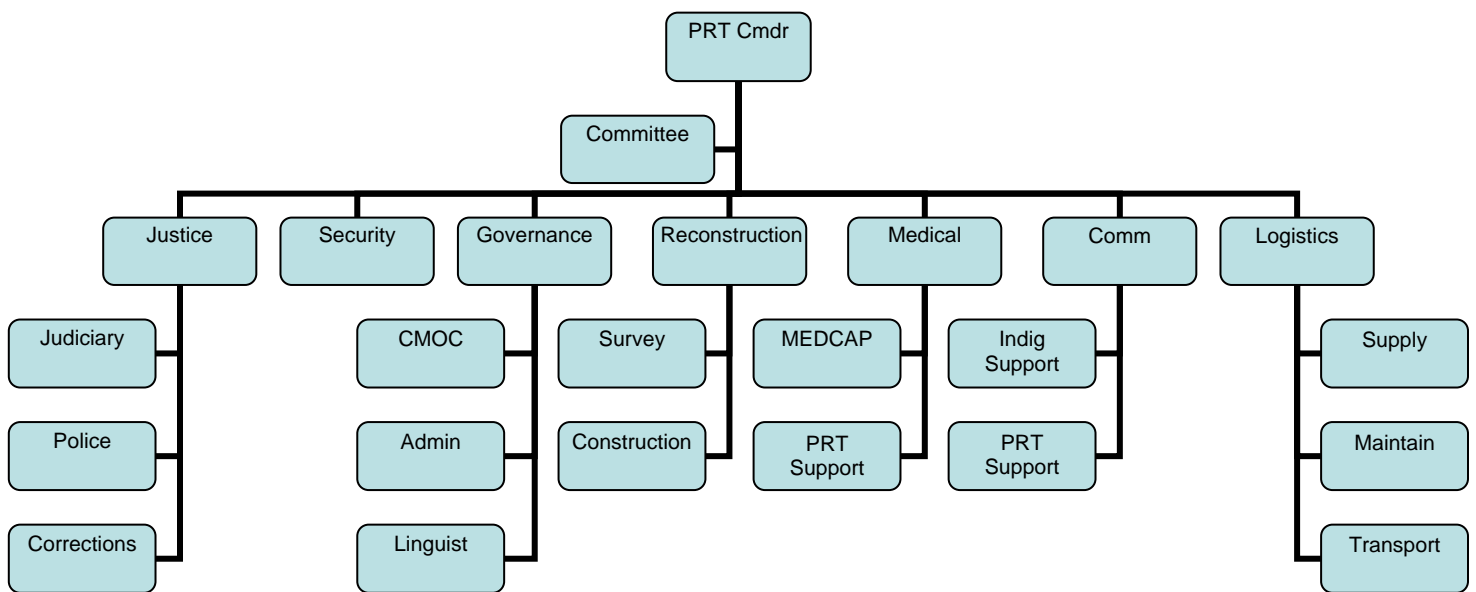 PRT Cmdr
Committee
Justice
Security
Governance
Reconstruction
Medical
Comm
Logistics
Judiciary
CMOC
Survey
MEDCAP
Indig
Support
Supply
Police
Admin
Construction
PRT
Support
PRT
Support
Maintain
Corrections
Linguist
Transport